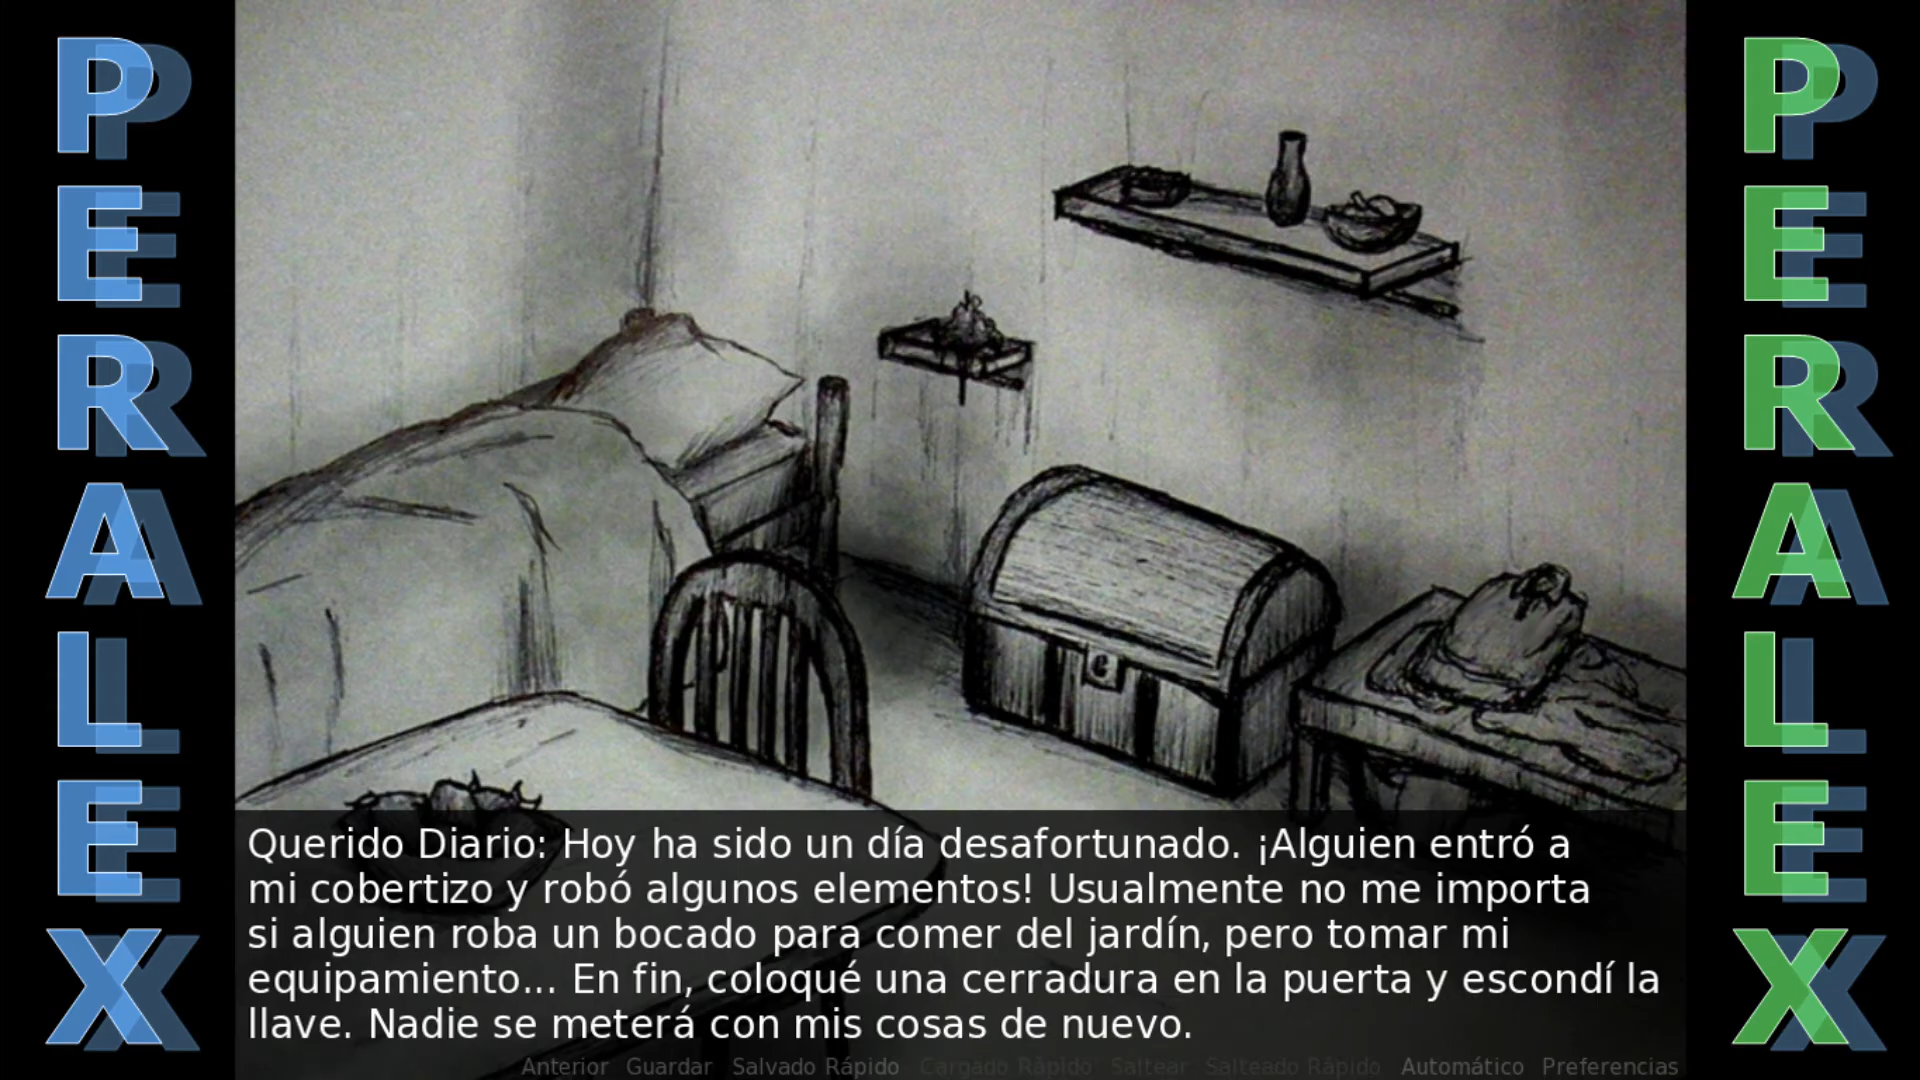 PERALEX
Querido Diario: Hoy ha sido un día desafortunado. ¡Alguien entró a
mi cobertizo y robó algunos elementos! Usualmente no me importa
si alguien roba un bocado para comer del jardín, pero tomar mi
equipamiento... En fin, coloqué una cerradura en la puerta y escondí la
llave. Nadie se meterá con mis cosas de nuevo.
Anterior Guardar Salvado Rápido Cargado Rápido Saltear Salteado Rápido Automático Preferencias
PERALEX